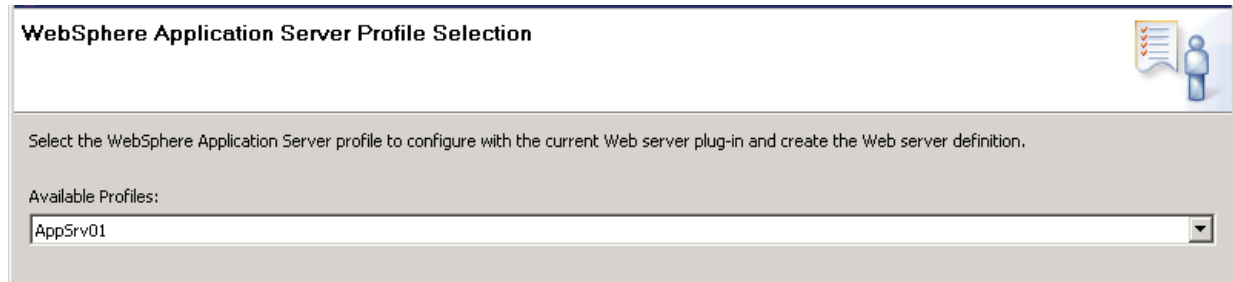 WebSphere Application Server Profile Selection
Select the WebSphere Application Server profile to configure with the current Web server plug-in and create the Web server definition.
Available Profiles:
AppSrv01